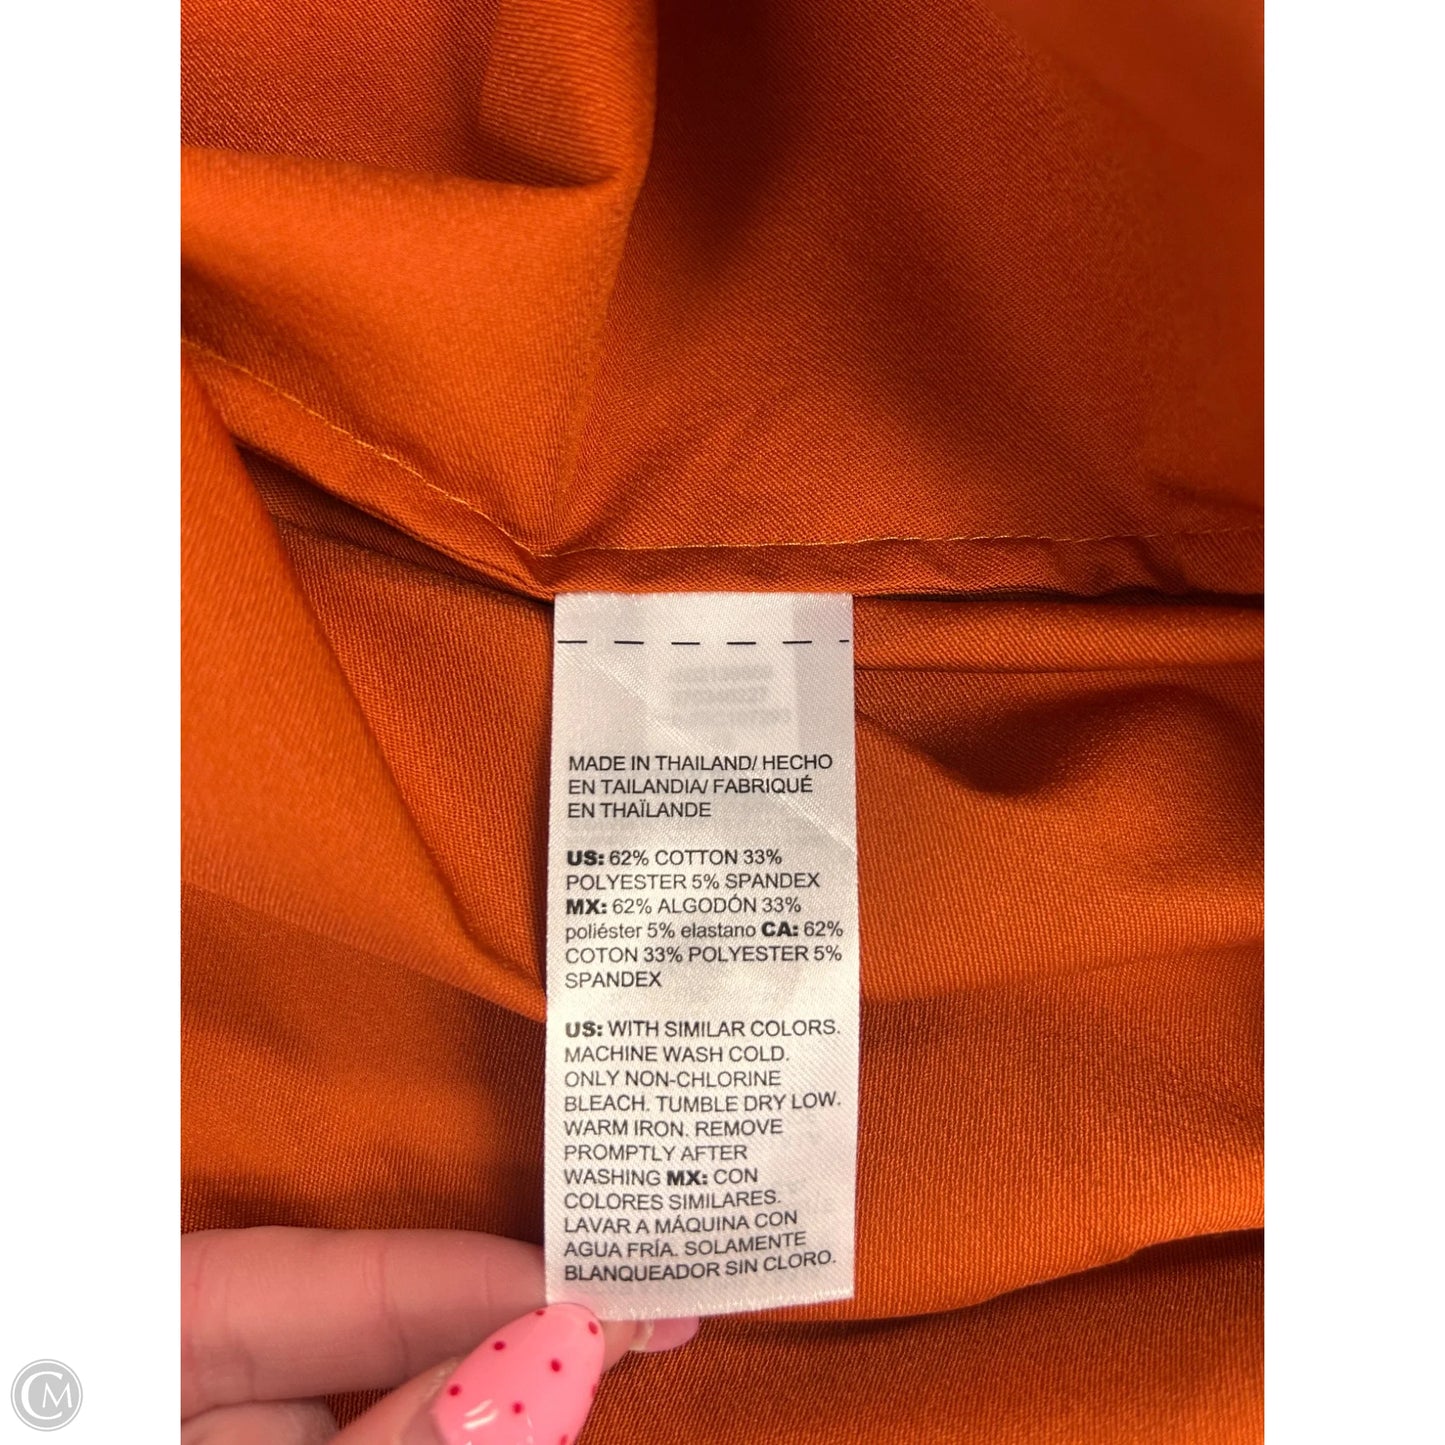 MADE IN THAILAND/ HECHO
EN TAILANDIA/ FABRIQUÉ
EN THAÏLANDE
US: 62% COTTON 33%
POLYESTER 5% SPANDEX
MX: 62% ALGODÓN 33%
poliéster 5% elastano CA: 62%
COTON 33% POLYESTER 5%
SPANDEX
US: WITH SIMILAR COLORS.
MACHINE WASH COLD.
ONLY NON-CHLORINE
BLEACH. TUMBLE DRY LOW.
WARM IRON. REMOVE
PROMPTLY AFTER
WASHING MX: CON
COLORES SIMILARES.
LAVAR A MÁQUINA CON
AGUA FRÍA. SOLAMENTE
BLANQUEADOR SIN CLORO.
CM